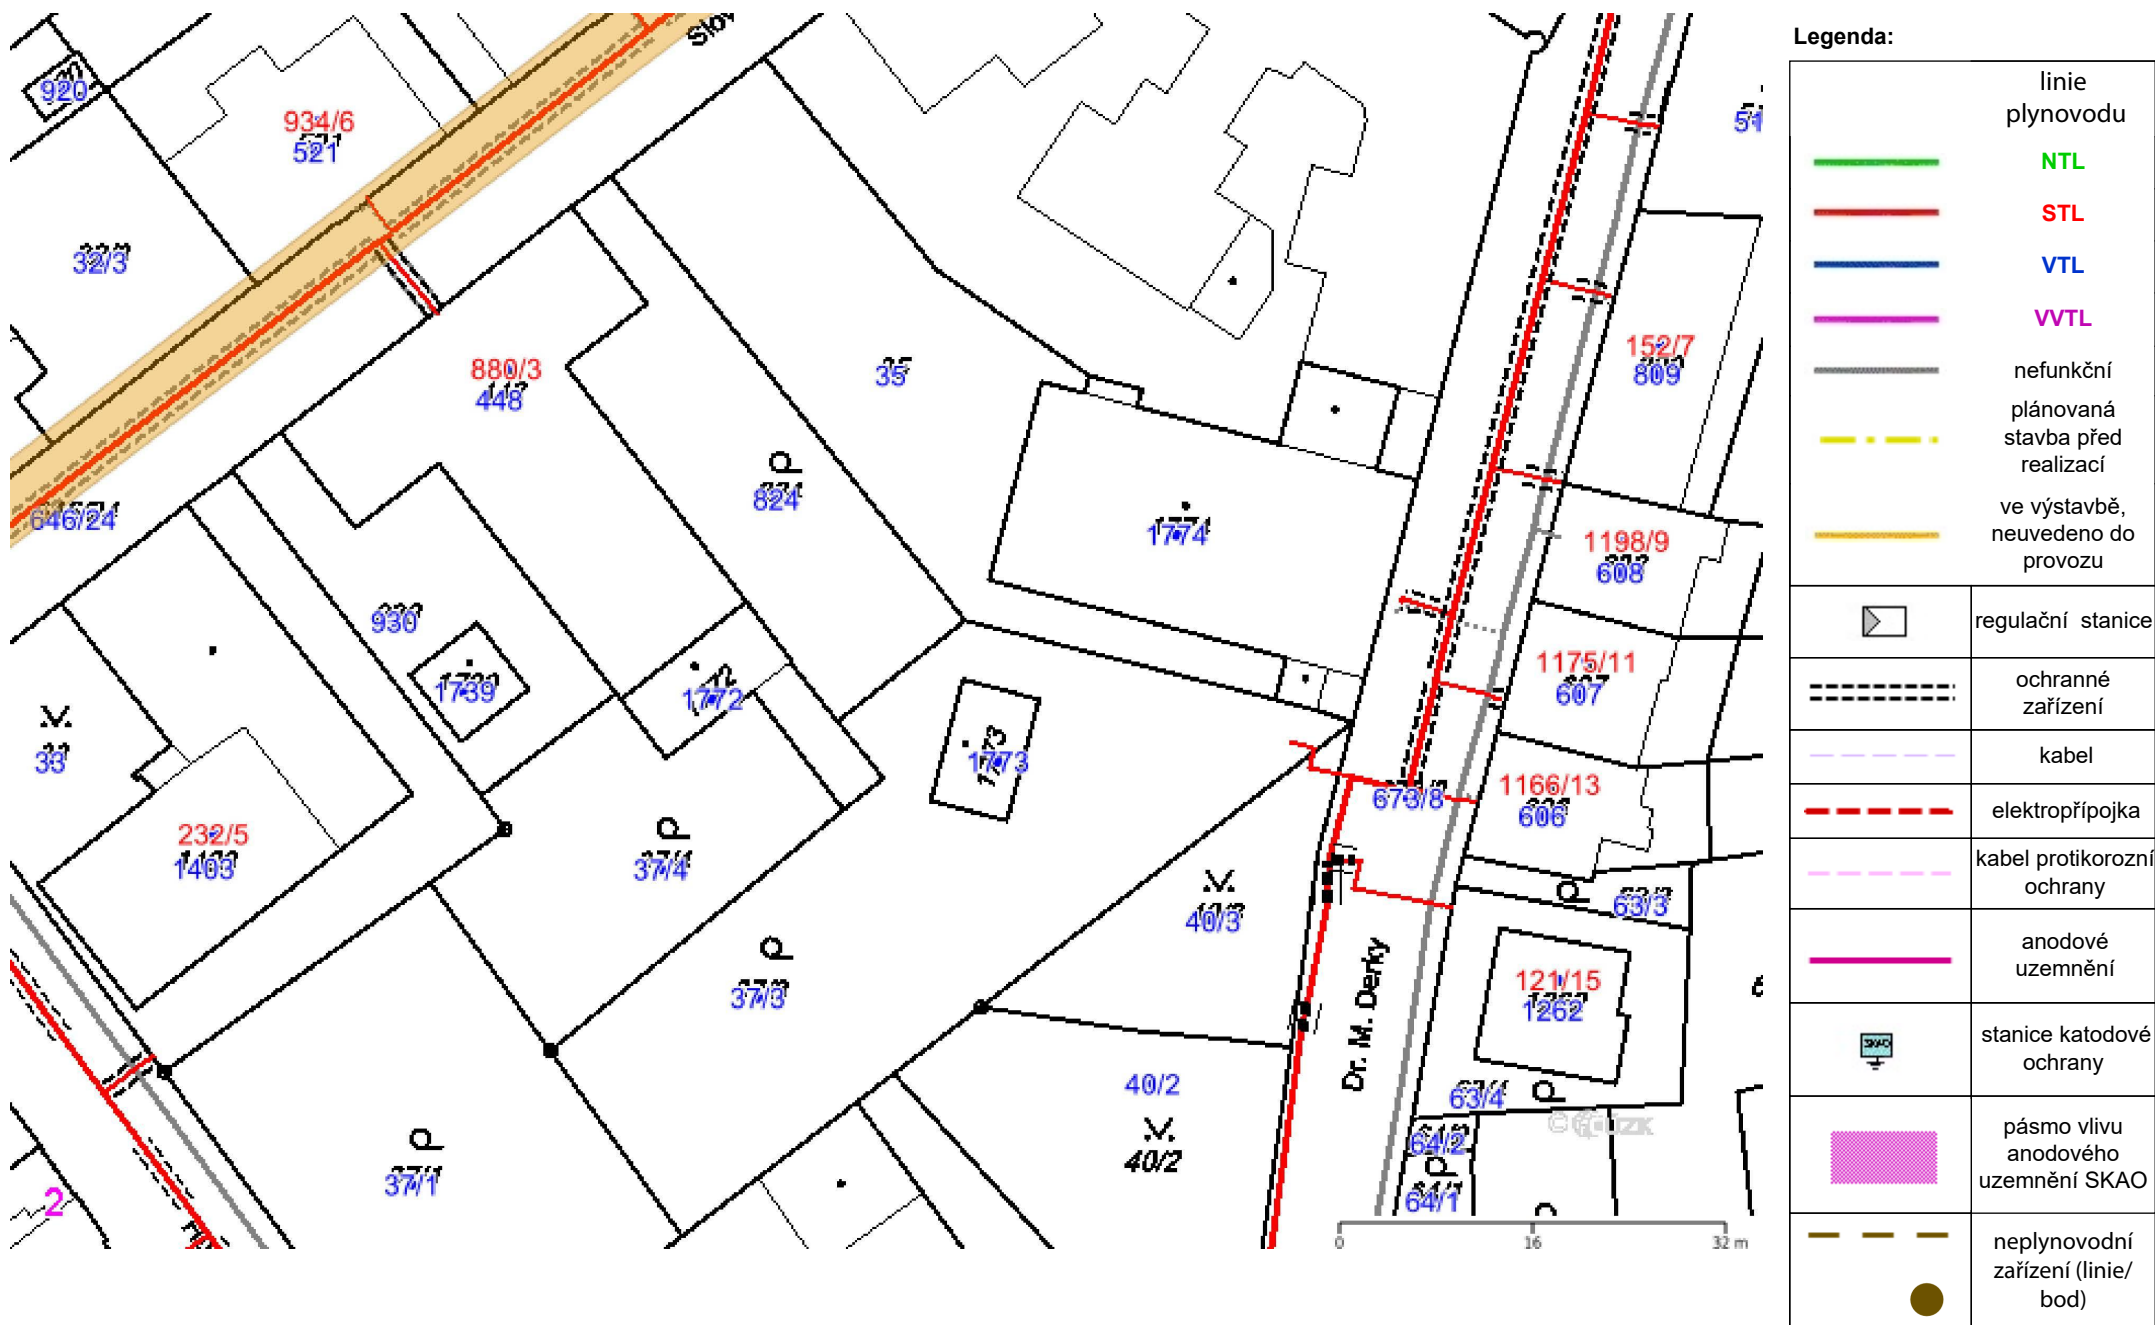 Slov
920
934/6
521
32/3
51
880/3
448
35
152/7
809
824
646/24
1774
1198/9
608
930
1739
1772
1175/11
607
33
1773
1773
673/8
1166/13
606
232/5
1403
37/4
40/3
63/3
37/3
Dr. M. Derky
121/15
1262
40/2
40/2
63/4
64/2
37/1
64/1
2
0 16 32 m
Legenda:
linie
plynovodu
NTL
STL
VTL
VVTL
nefunkční
plánovaná
stavba před
realizací
ve výstavbě,
neuvedeno do
provozu
regulační stanice
ochranné
zařízení
kabel
elektropřípojka
kabel protikorozní
ochrany
anodové
uzemnění
SKAO
stanice katodové
ochrany
pásmo vlivu
anodového
uzemnění SKAO
neplynovodní
zařízení (linie/
bod)